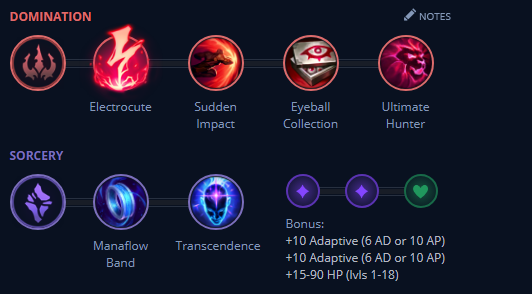 DOMINATION
NOTES
Electrocute
Sudden
Impact
Eyeball
Collection
Ultimate
Hunter
SORCERY
Manaflow
Band
Transcendence
Bonus:
+10 Adaptive (6 AD or 10 AP)
+10 Adaptive (6 AD or 10 AP)
+15-90 HP (lvls 1-18)